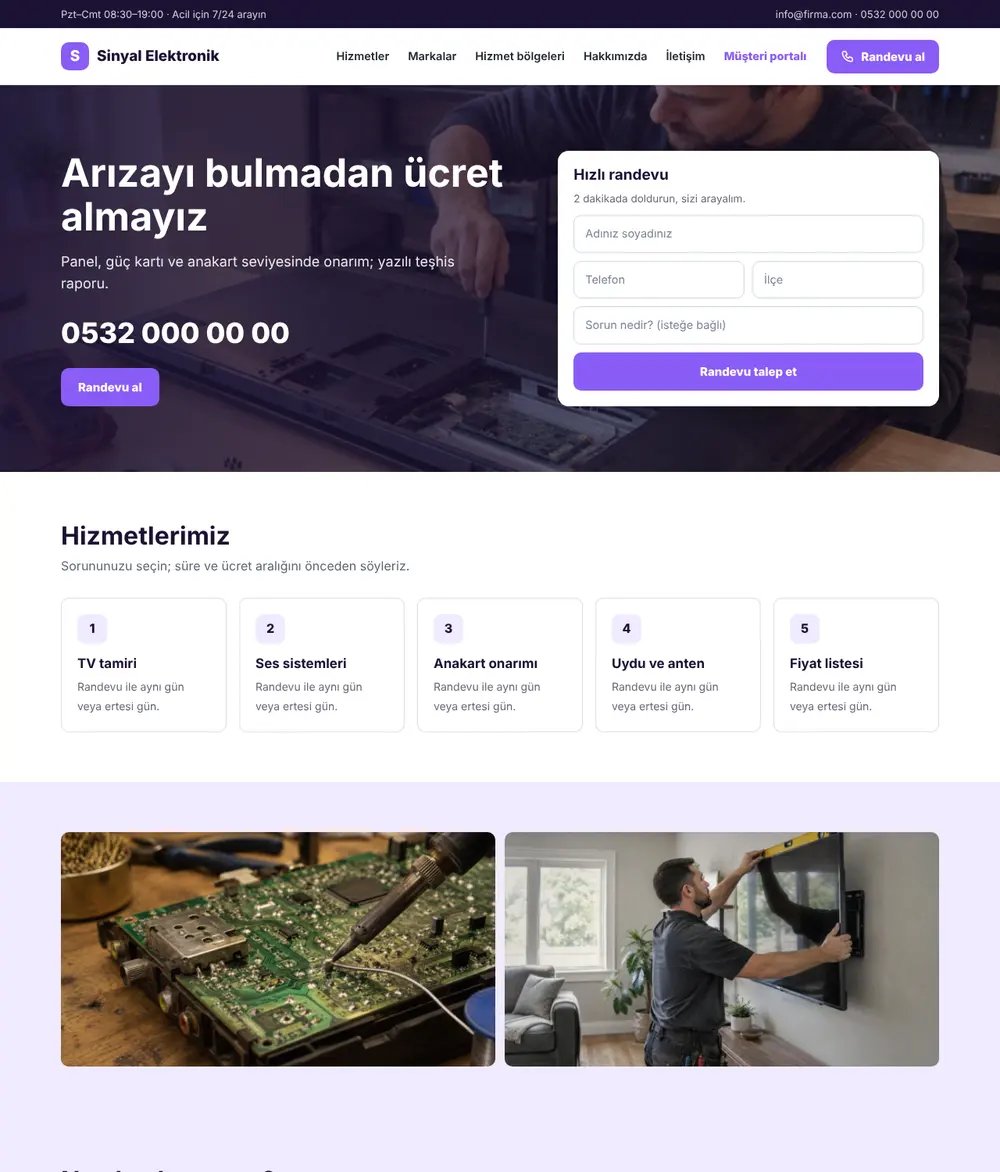 Pzt–Cmt 08:30–19:00 · Acil için 7/24 arayın
info@firma.com · 0532 000 00 00
S Sinyal Elektronik
Hizmetler Markalar Hizmet bölgeleri Hakkımızda İletişim Müşteri portalı Randevu al
Arızayı bulmadan ücret
almayız
Panel, güç kartı ve anakart seviyesinde onarım; yazılı teşhis
raporu.
0532 000 00 00
Randevu al
Hızlı randevu
2 dakikada doldurun, sizi arayalım.
Adınız soyadınız
Telefon İlçe
Sorun nedir? (isteğe bağlı)
Randevu talep et
Hizmetlerimiz
Sorununuzu seçin; süre ve ücret aralığını önceden söyleriz.
1
TV tamiri
Randevu ile aynı gün
veya ertesi gün.
2
Ses sistemleri
Randevu ile aynı gün
veya ertesi gün.
3
Anakart onarımı
Randevu ile aynı gün
veya ertesi gün.
4
Uydu ve anten
Randevu ile aynı gün
veya ertesi gün.
5
Fiyat listesi
Randevu ile aynı gün
veya ertesi gün.